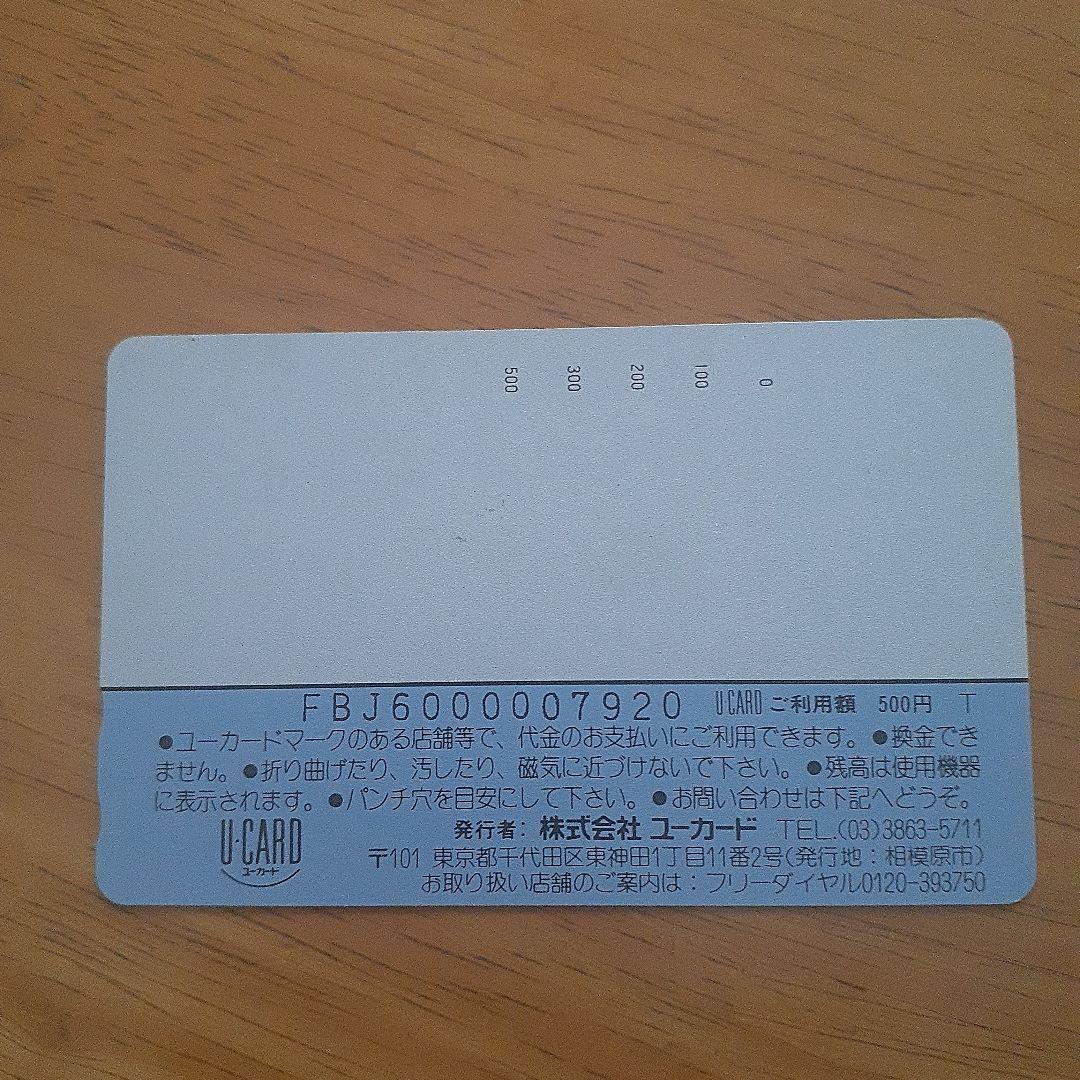 500 300 200 100 0
FBJ6000007920 U・CARD ご利用額 500円 T
●ユーカードマークのある店舗等で、代金のお支払いにご利用できます。●換金でき
ません。●折り曲げたり、汚したり、磁気に近づけないで下さい。●残高は使用機器
に表示されます。●パンチ穴を目安にして下さい。●お問い合わせは下記へどうぞ。
U・CARD
ユーカード
発行者：株式会社 ユーカード TEL.(03)3863-5711
〒101 東京都千代田区東神田1丁目11番2号(発行地：相模原市)
お取り扱い店舗のご案内は：フリーダイヤル0120-393750